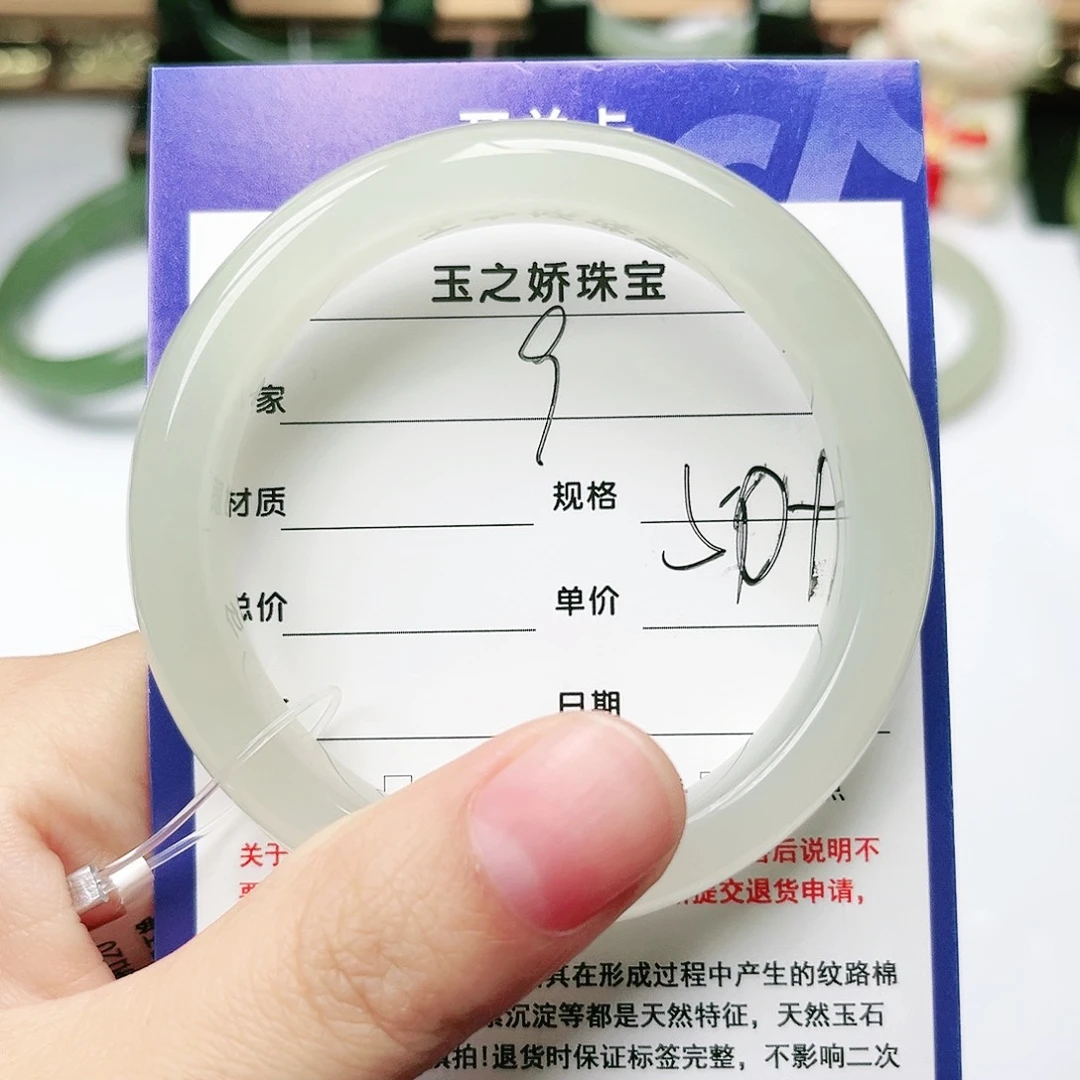 玉之娇珠宝
9
家
材质 规格 50+
总价 单价
日期
关于 后说明不
提交退货申请，
其在形成过程中产生的纹路棉
沉淀等都是天然特征，天然玉石
慎拍！退货时保证标签完整，不影响二次